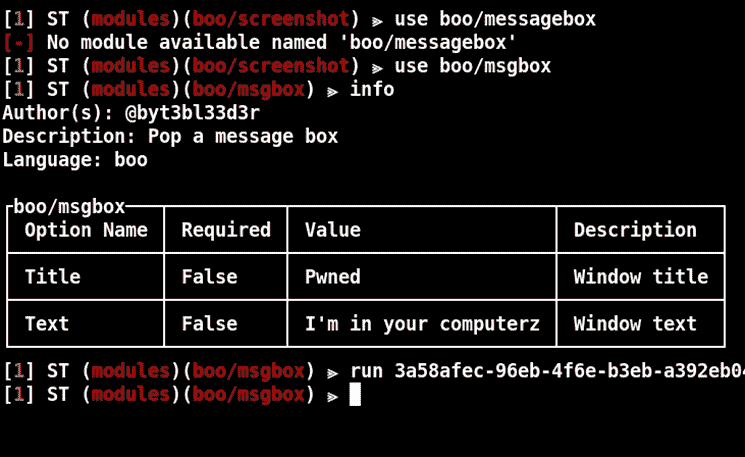 [1] ST (modules)(boo/screenshot) ⪢ use boo/messagebox
[-] No module available named 'boo/messagebox'
[1] ST (modules)(boo/screenshot) ⪢ use boo/msgbox
[1] ST (modules)(boo/msgbox) ⪢ info
Author(s): @byt3bl33d3r
Description: Pop a message box
Language: boo
boo/msgbox
Option Name Required Value Description
Title False Pwned Window title
Text False I'm in your computerz Window text
[1] ST (modules)(boo/msgbox) ⪢ run 3a58afec-96eb-4f6e-b3eb-a392eb04
[1] ST (modules)(boo/msgbox) ⪢